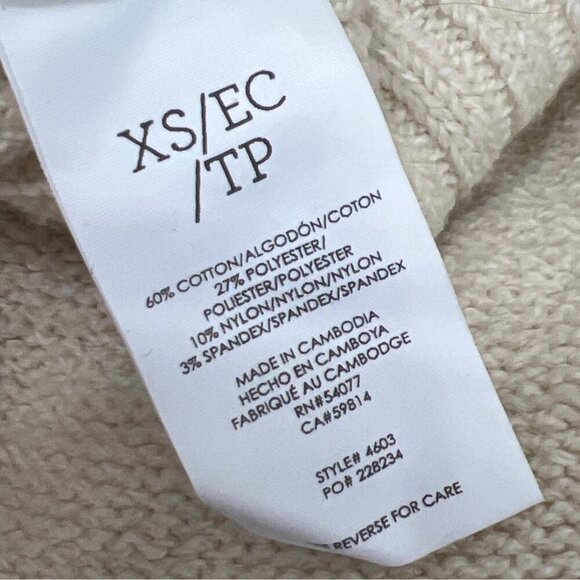 XS/EC
/TP
60% COTTON/ALGODÓN/COTON
27% POLYESTER/
POLIESTER/POLYESTER
10% NYLON/NYLON/NYLON
3% SPANDEX/SPANDEX/SPANDEX
MADE IN CAMBODIA
HECHO EN CAMBOYA
FABRIQUÉ AU CAMBODGE
RN#54077
CA#59814
STYLE# 4603
PO# 228234
REVERSE FOR CARE